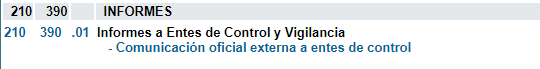 210 390 INFORMES
210 390 .01 Informes a Entes de Control y Vigilancia
- Comunicación oficial externa a entes de control